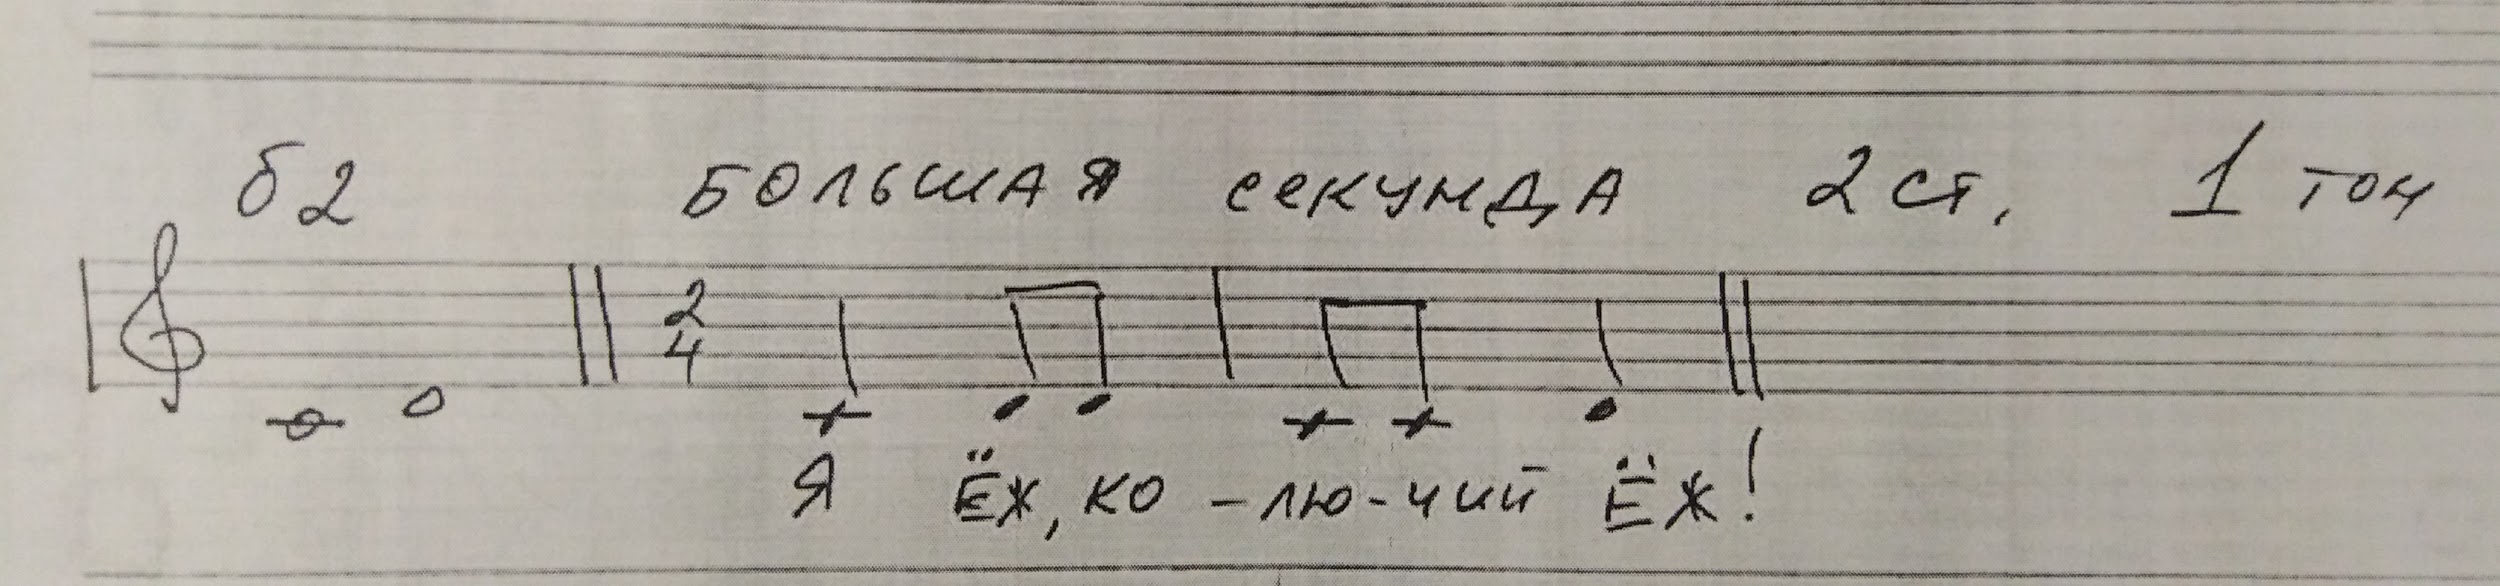 б2 БОЛЬШАЯ секунда 2 ст. 1 тон
2
4
Я Ёж, ко - лю - чий Ёж!